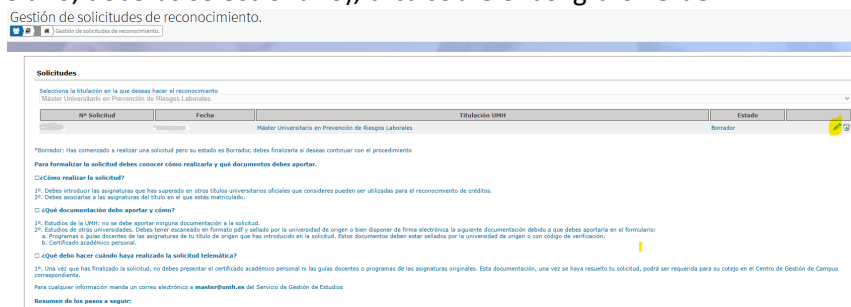 Gestión de solicitudes de reconocimiento.
Gestión de solicitudes de reconocimiento.
Solicitudes
Selecciona la titulación en la que deseas hacer el reconocimiento
Máster Universitario en Prevención de Riesgos Laborales
Nº Solicitud Fecha Titulación UMH Estado
Máster Universitario en Prevención de Riesgos Laborales Borrador
*Borrador: Has comenzado a realizar una solicitud pero su estado es Borrador, debes finalizarla si deseas continuar con el procedimiento
Para formalizar la solicitud debes conocer cómo realizarla y qué documentos debes aportar.
¿Cómo realizar la solicitud?
1º. Debes introducir las asignaturas que has superado en otros títulos universitarios oficiales que consideres pueden ser utilizadas para el reconocimiento de créditos.
2º. Debes asociarlas a las asignaturas del título en el que estás matriculado.
¿Qué documentación debo aportar y cómo?
1º. Estudios de la UMH: no se debe aportar ninguna documentación a la solicitud.
2º. Estudios de otras universidades. Debes tener escaneado en formato pdf y sellado por la universidad de origen o bien disponer de firma electrónica la siguiente documentación debido a que debes aportarla en el formulario:
a. Programas o guías docentes de las asignaturas de tu título de origen que has introducido en la solicitud. Estos documentos deben estar sellados por la universidad de origen o con código de verificación.
b. Certificado académico personal.
¿Qué debo hacer cuándo haya realizado la solicitud telemática?
1º. Una vez que has finalizado la solicitud, no debes presentar el certificado académico personal ni las guías docentes o programas de las asignaturas originales. Esta documentación, una vez se haya resuelto tu solicitud, podrá ser requerida para su cotejo en el Centro de Gestión de Campus
correspondiente.
Para cualquier información manda un correo electrónico a master@umh.es del Servicio de Gestión de Estudios
Resumen de los pasos a seguir: